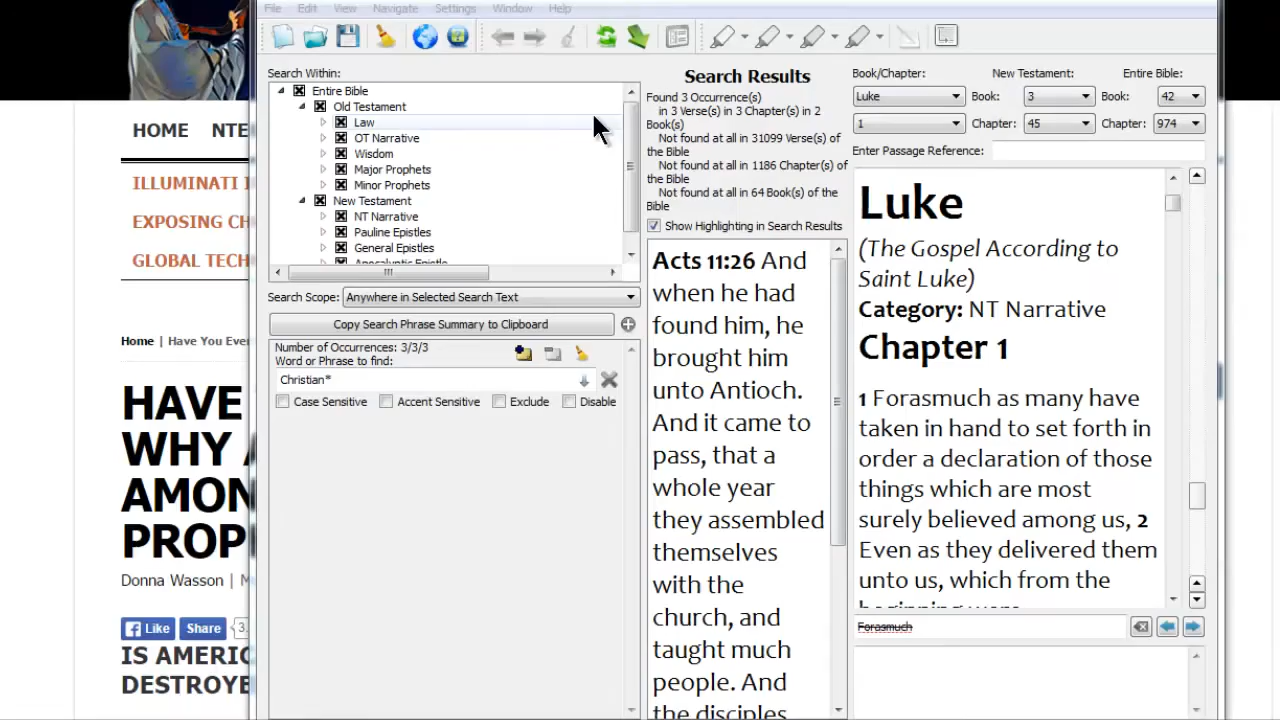 File Edit View Navigate Settings Window Help
HOME NTE
ILLUMINATI I
EXPOSING CH
GLOBAL TECH
Home | Have You Ever
HAVE
WHY A
AMON
PROP
Donna Wasson | M
Like Share 3.
IS AMERIC
DESTROYE
Search Within:
Entire Bible
Old Testament
Law
OT Narrative
Wisdom
Major Prophets
Minor Prophets
New Testament
NT Narrative
Pauline Epistles
General Epistles
Apocalyptic Epistle
Search Scope: Anywhere in Selected Search Text
Copy Search Phrase Summary to Clipboard
Number of Occurrences: 3/3/3
Word or Phrase to find:
Christian*
Case Sensitive Accent Sensitive Exclude Disable
Search Results
Found 3 Occurrence(s)
in 3 Verse(s) in 3 Chapter(s) in 2
Book(s)
Not found at all in 31099 Verse(s) of
the Bible
Not found at all in 1186 Chapter(s) of
the Bible
Not found at all in 64 Book(s) of the
Bible
Show Highlighting in Search Results
Acts 11:26 And
when he had
found him, he
brought him
unto Antioch.
And it came to
pass, that a
whole year
they assembled
themselves
with the
church, and
taught much
people. And
the disciples
Book/Chapter: New Testament: Entire Bible:
Luke Book: 3 Book: 42
1 Chapter: 45 Chapter: 974
Enter Passage Reference:
Luke
(The Gospel According to
Saint Luke)
Category: NT Narrative
Chapter 1
1 Forasmuch as many have
taken in hand to set forth in
order a declaration of those
things which are most
surely believed among us, 2
Even as they delivered them
unto us, which from the
beginning were
Forasmuch